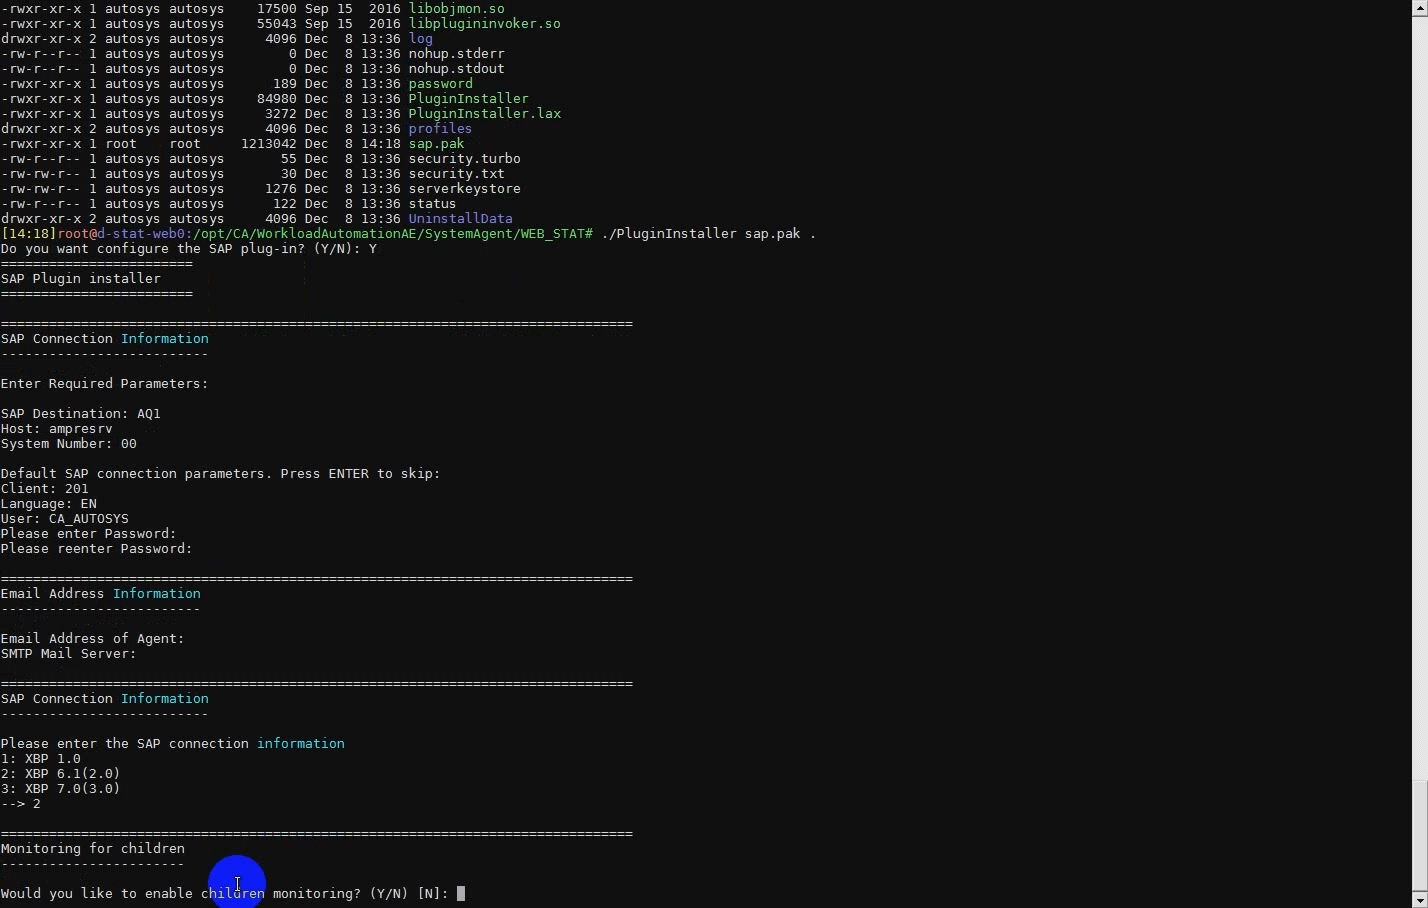 -rwxr-xr-x 1 autosys autosys    17500 Sep 15  2016 libobjmon.so
-rwxr-xr-x 1 autosys autosys    55043 Sep 15  2016 libplugininvoker.so
drwxr-xr-x 2 autosys autosys     4096 Dec  8 13:36 log
-rw-r--r-- 1 autosys autosys        0 Dec  8 13:36 nohup.stderr
-rw-r--r-- 1 autosys autosys        0 Dec  8 13:36 nohup.stdout
-rwxr-xr-x 1 autosys autosys      189 Dec  8 13:36 password
-rwxr-xr-x 1 autosys autosys    84980 Dec  8 13:36 PluginInstaller
-rwxr-xr-x 1 autosys autosys     3272 Dec  8 13:36 PluginInstaller.lax
drwxr-xr-x 2 autosys autosys     4096 Dec  8 13:36 profiles
-rwxr-xr-x 1 root    root     1213042 Dec  8 14:18 sap.pak
-rw-r--r-- 1 autosys autosys       55 Dec  8 13:36 security.turbo
-rw-rw-r-- 1 autosys autosys       30 Dec  8 13:36 security.txt
-rw-rw-r-- 1 autosys autosys     1276 Dec  8 13:36 serverkeystore
-rw-r--r-- 1 autosys autosys      122 Dec  8 13:36 status
drwxr-xr-x 2 autosys autosys     4096 Dec  8 13:36 UninstallData
[14:18]root@d-stat-web0:/opt/CA/WorkloadAutomationAE/SystemAgent/WEB_STAT# ./PluginInstaller sap.pak .
Do you want configure the SAP plug-in? (Y/N): Y
========================
SAP Plugin installer
========================
===============================================================================
SAP Connection Information
--------------------------
Enter Required Parameters:
SAP Destination: AQ1
Host: ampresrv
System Number: 00
Default SAP connection parameters. Press ENTER to skip:
Client: 201
Language: EN
User: CA_AUTOSYS
Please enter Password:
Please reenter Password:
===============================================================================
Email Address Information
-------------------------
Email Address of Agent:
SMTP Mail Server:
===============================================================================
SAP Connection Information
--------------------------
Please enter the SAP connection information
1: XBP 1.0
2: XBP 6.1(2.0)
3: XBP 7.0(3.0)
--> 2
===============================================================================
Monitoring for children
-----------------------
Would you like to enable children monitoring? (Y/N) [N]: